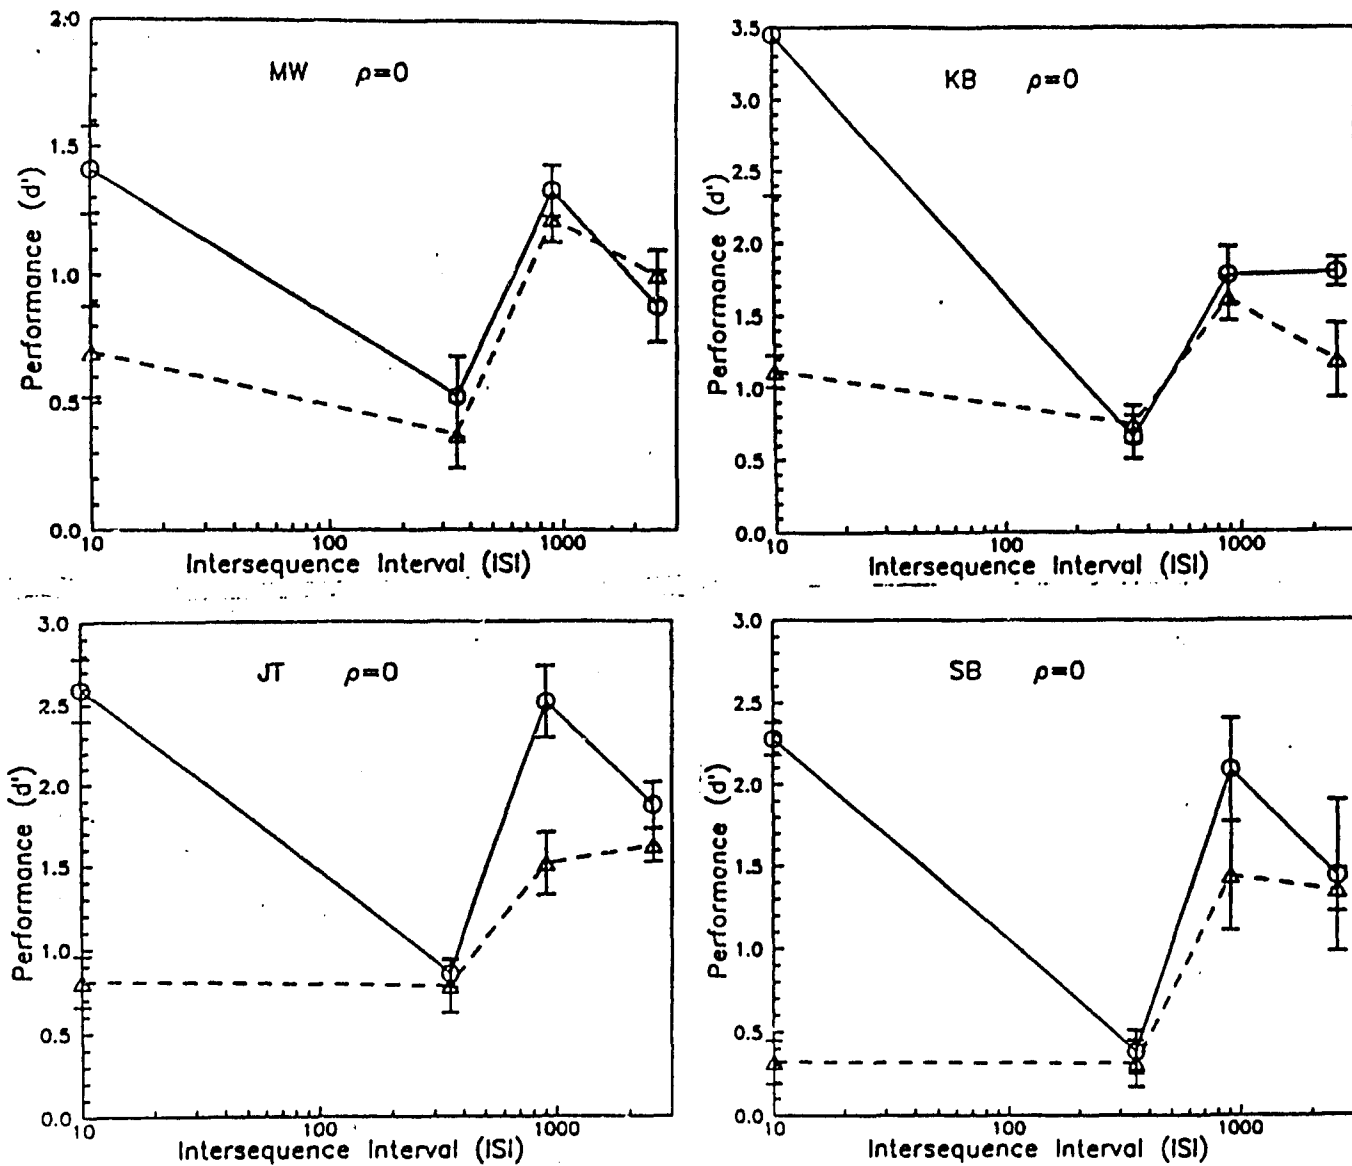 2.0
MW ρ=0
1.5
1.0
0.5
0.0
Performance (d')
10 100 1000
Intersequence Interval (ISI)
3.5
KB ρ=0
3.0
2.5
2.0
1.5
1.0
0.5
0.0
Performance (d')
10 100 1000
Intersequence Interval (ISI)
3.0
JT ρ=0
2.5
2.0
1.5
1.0
0.5
0.0
Performance (d')
10 100 1000
Intersequence Interval (ISI)
3.0
SB ρ=0
2.5
2.0
1.5
1.0
0.5
0.0
Performance (d')
10 100 1000
Intersequence Interval (ISI)